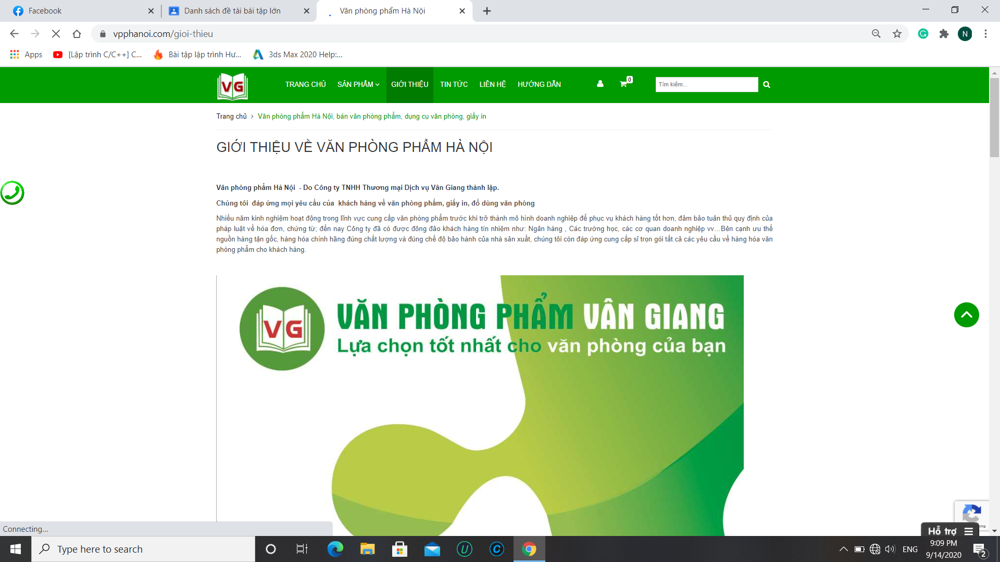 Facebook
Danh sách đề tài bài tập lớn
Văn phòng phẩm Hà Nội
vpphanoi.com/gioi-thieu
N
Apps
[Lập trình C/C++] C...
Bài tập lập trình Hư...
3ds Max 2020 Help:...
VG
TRANG CHỦ
SẢN PHẨM
GIỚI THIỆU
TIN TỨC
LIÊN HỆ
HƯỚNG DẪN
0
Tìm kiếm...
Trang chủ > Văn phòng phẩm Hà Nội, bán văn phòng phẩm, dụng cụ văn phòng, giấy in
GIỚI THIỆU VỀ VĂN PHÒNG PHẨM HÀ NỘI
Văn phòng phẩm Hà Nội - Do Công ty TNHH Thương mại Dịch vụ Vân Giang thành lập.
Chúng tôi đáp ứng mọi yêu cầu của khách hàng về văn phòng phẩm, giấy in, đồ dùng văn phòng
Nhiều năm kinh nghiệm hoạt động trong lĩnh vực cung cấp văn phòng phẩm trước khi trở thành mô hình doanh nghiệp để phục vụ khách hàng tốt hơn, đảm bảo tuân thủ quy định của
pháp luật về hóa đơn, chứng từ; đến nay Công ty đã có được đông đảo khách hàng tín nhiệm như: Ngân hàng , Các trường học, các cơ quan doanh nghiệp vv...Bên cạnh ưu thế
nguồn hàng tận gốc, hàng hóa chính hãng đúng chất lượng và đúng chế độ bảo hành của nhà sản xuất, chúng tôi còn đáp ứng cung cấp sỉ trọn gói tất cả các yêu cầu về hàng hóa văn
phòng phẩm cho khách hàng.
VG
VĂN PHÒNG PHẨM VÂN GIANG
Lựa chọn tốt nhất cho văn phòng của bạn
Connecting...
Hỗ trợ
Type here to search
ENG
9:09 PM
9/14/2020
2